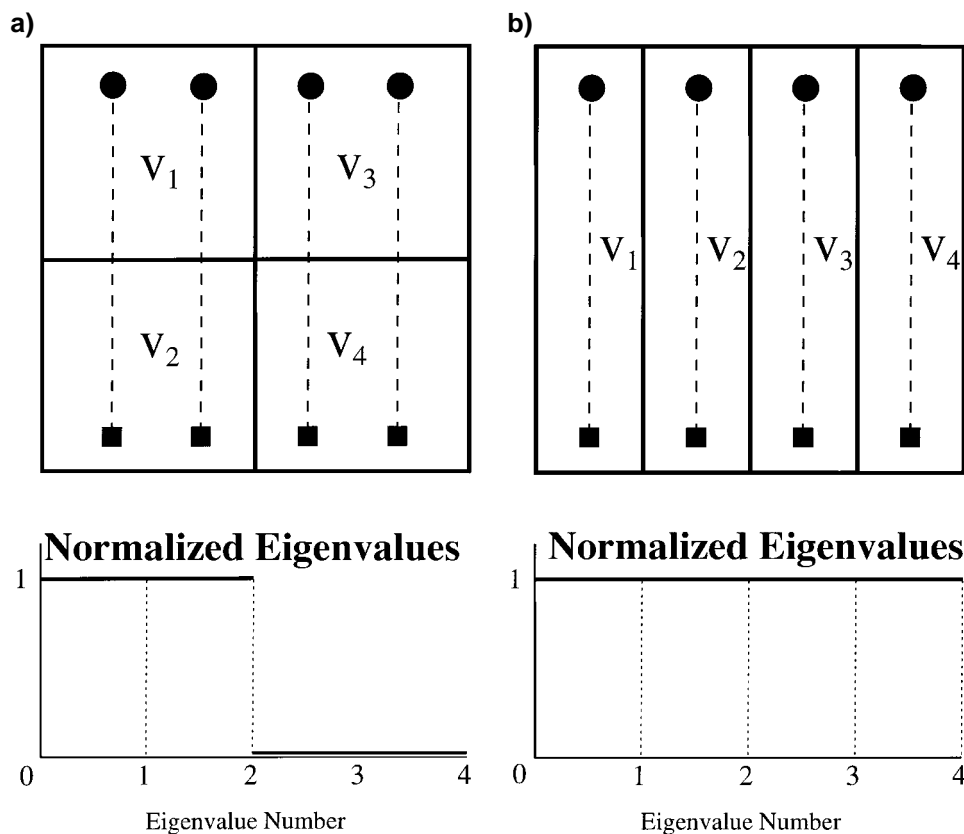 a)
V1 V3
V2 V4
Normalized Eigenvalues
1
0 1 2 3 4
Eigenvalue Number
b)
V1 V2 V3 V4
Normalized Eigenvalues
1
0 1 2 3 4
Eigenvalue Number